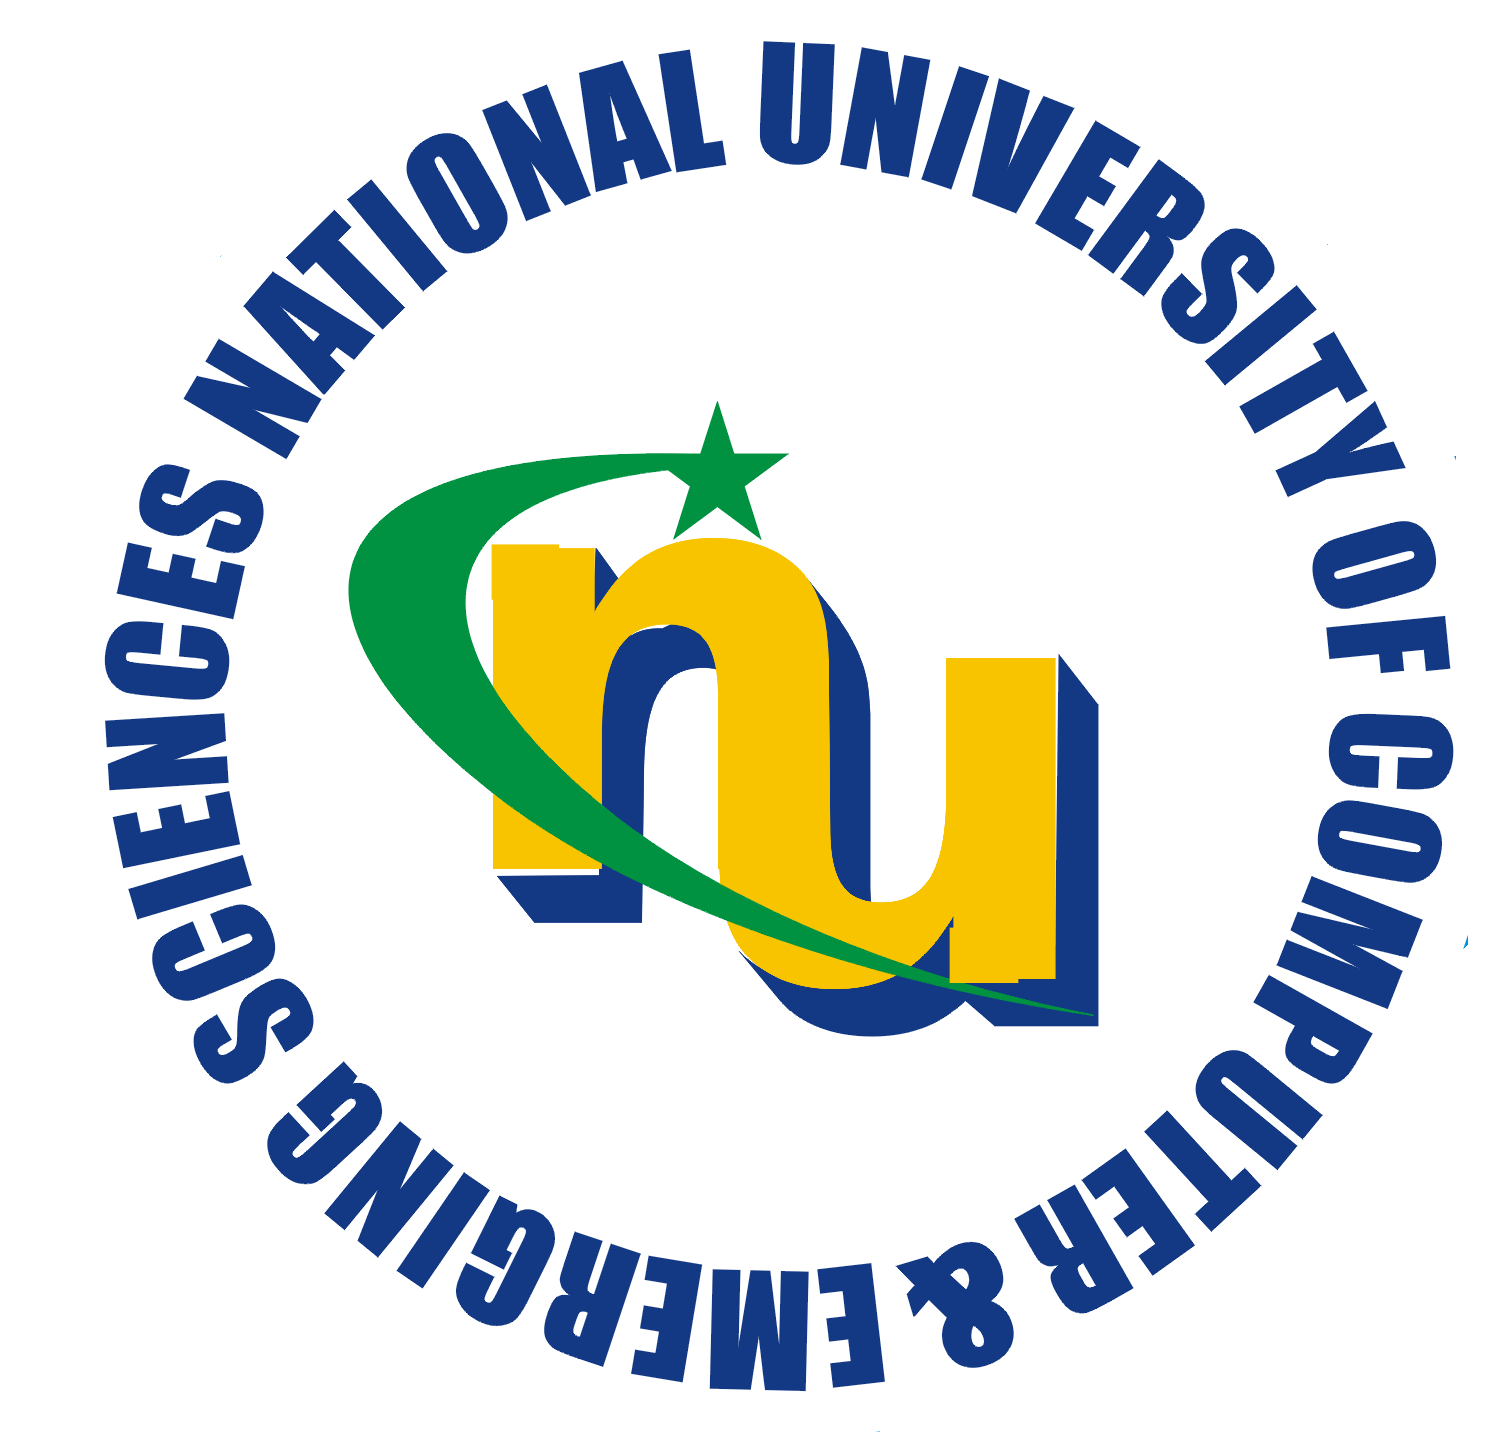 NATIONAL UNIVERSITY OF COMPUTER & EMERGING SCIENCES
nu